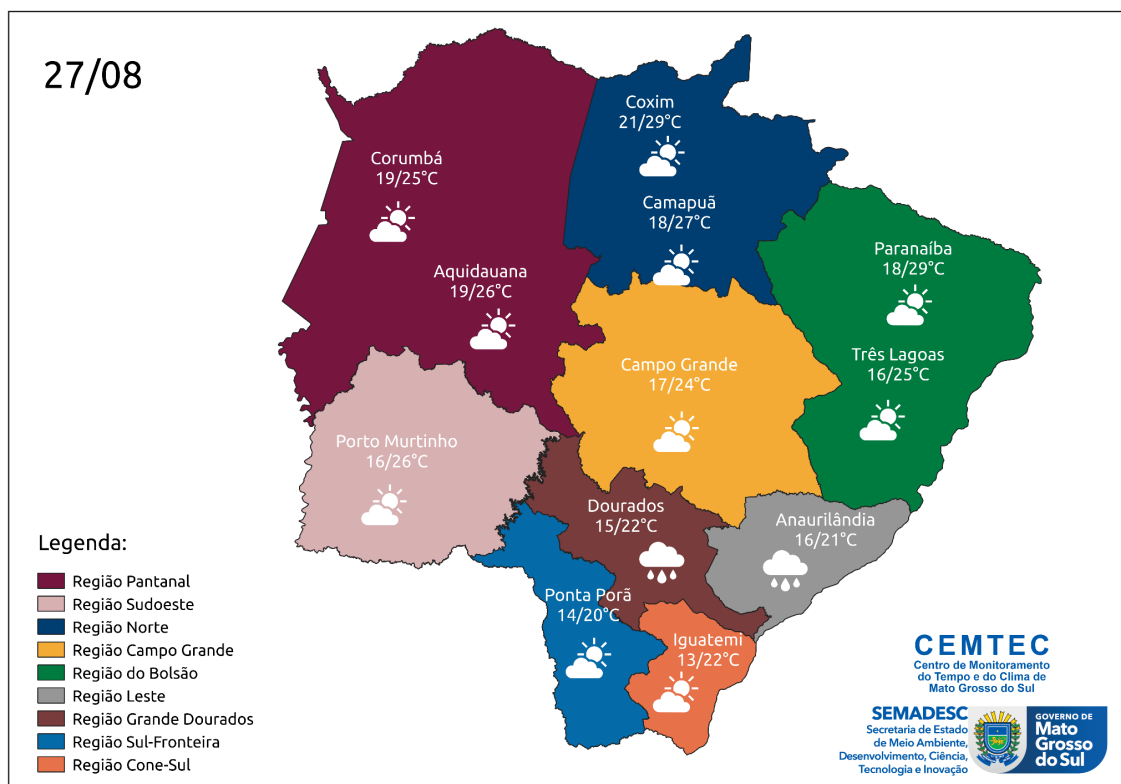 27/08
Coxim
21/29°C
Corumbá
19/25°C
Camapuã
18/27°C
Paranaíba
18/29°C
Aquidauana
19/26°C
Três Lagoas
16/25°C
Campo Grande
17/24°C
Porto Murtinho
16/26°C
Dourados
15/22°C
Anaurilândia
16/21°C
Ponta Porã
14/20°C
Iguatemi
13/22°C
Legenda:
Região Pantanal
Região Sudoeste
Região Norte
Região Campo Grande
Região do Bolsão
Região Leste
Região Grande Dourados
Região Sul-Fronteira
Região Cone-Sul
CEMTEC
Centro de Monitoramento
do Tempo e do Clima de
Mato Grosso do Sul
SEMADESC
Secretaria de Estado
de Meio Ambiente,
Desenvolvimento, Ciência,
Tecnologia e Inovação
GOVERNO DE
Mato
Grosso
do Sul